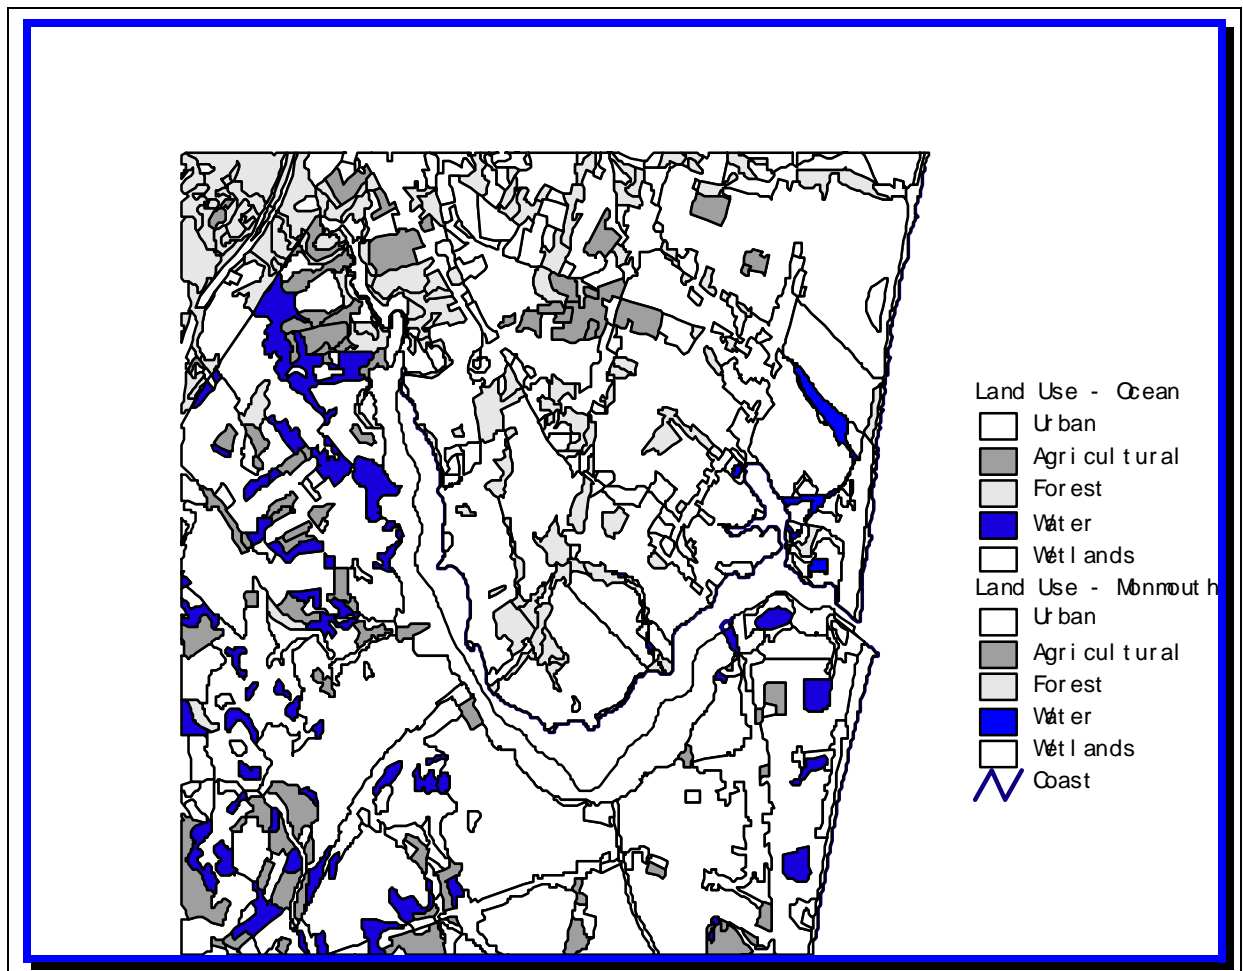 Land Use - Ocean
Urban
Agricultural
Forest
Water
Wetlands
Land Use - Monmouth
Urban
Agricultural
Forest
Water
Wetlands
Coast